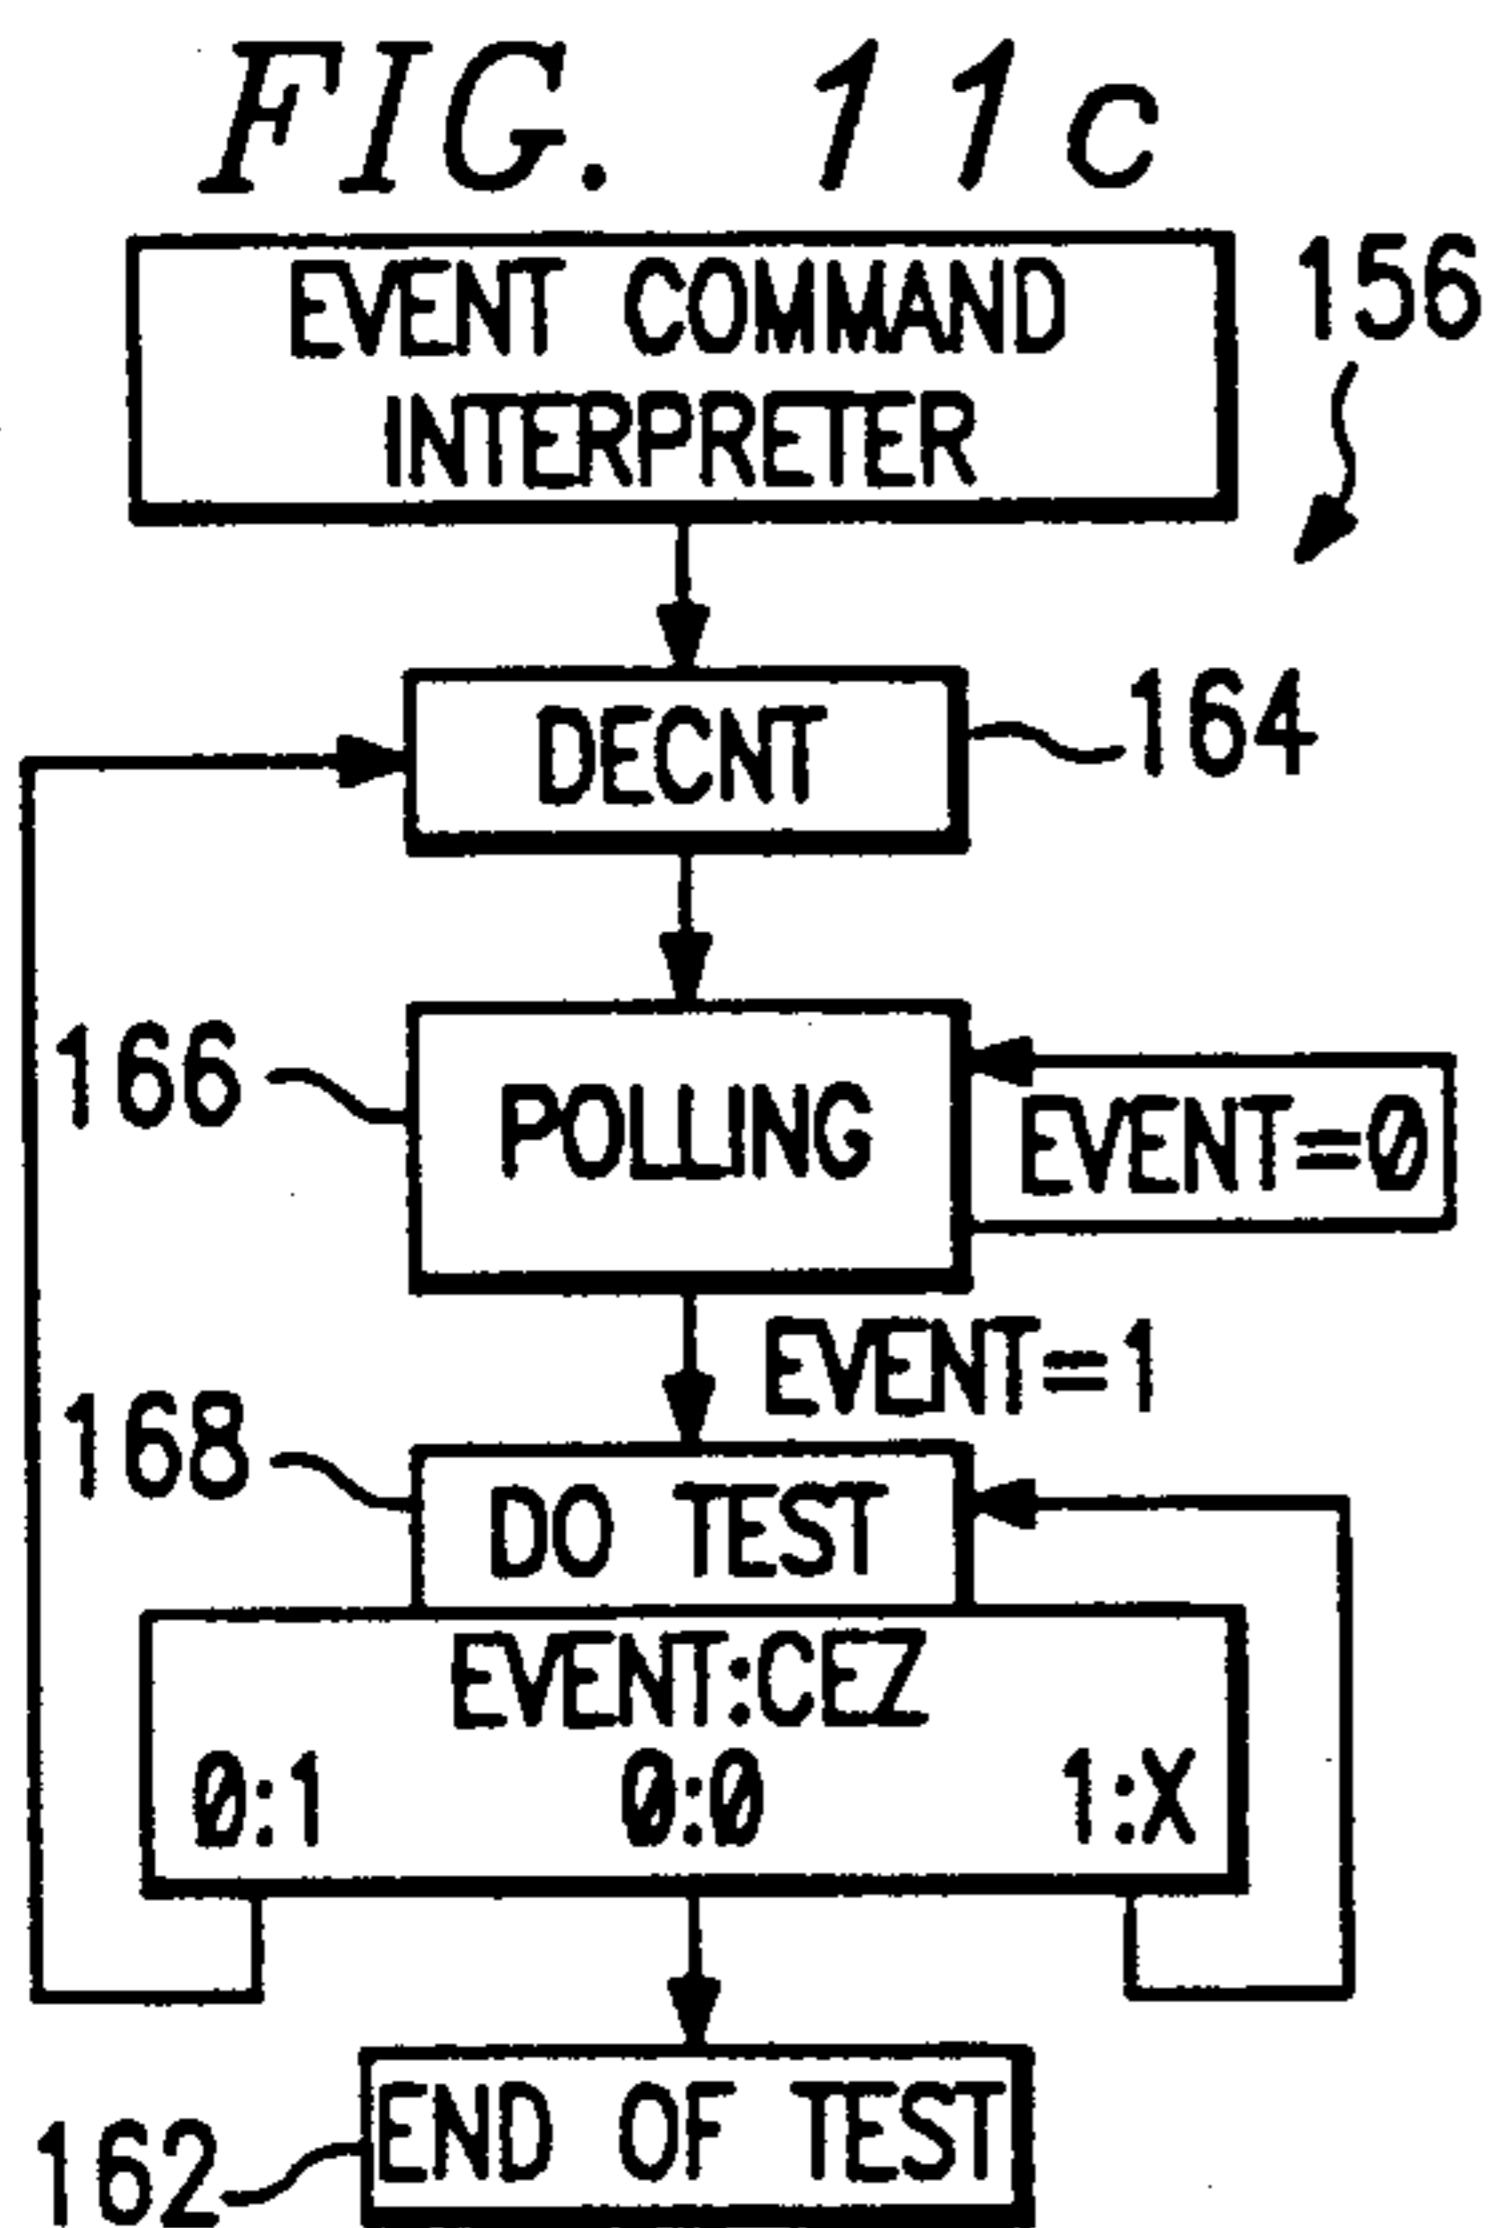 FIG. 11c
EVENT COMMAND
INTERPRETER
156
DECNT
164
166
POLLING
EVENT=0
EVENT=1
168
DO TEST
EVENT:CEZ
0:1 0:0 1:X
END OF TEST
162